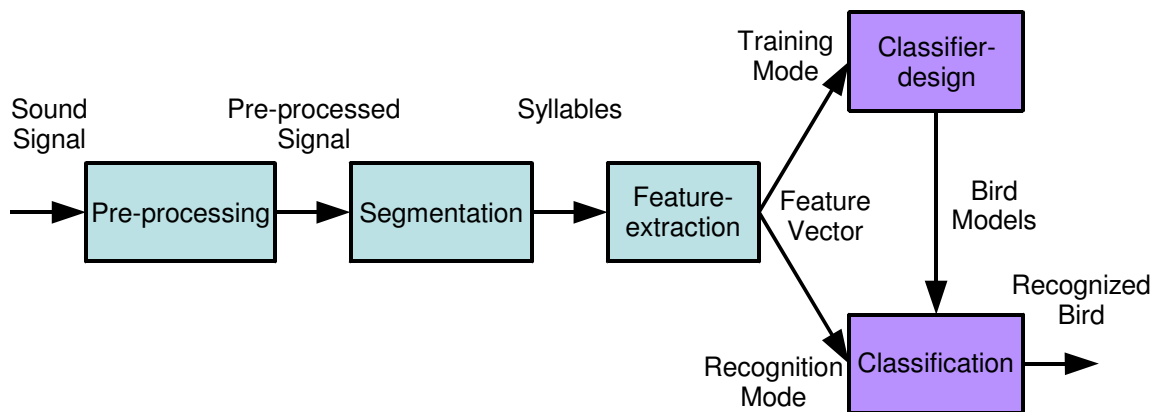 Sound
Signal
Pre-processing
Pre-processed
Signal
Segmentation
Syllables
Feature-
extraction
Training
Mode
Feature
Vector
Recognition
Mode
Classifier-
design
Bird
Models
Classification
Recognized
Bird